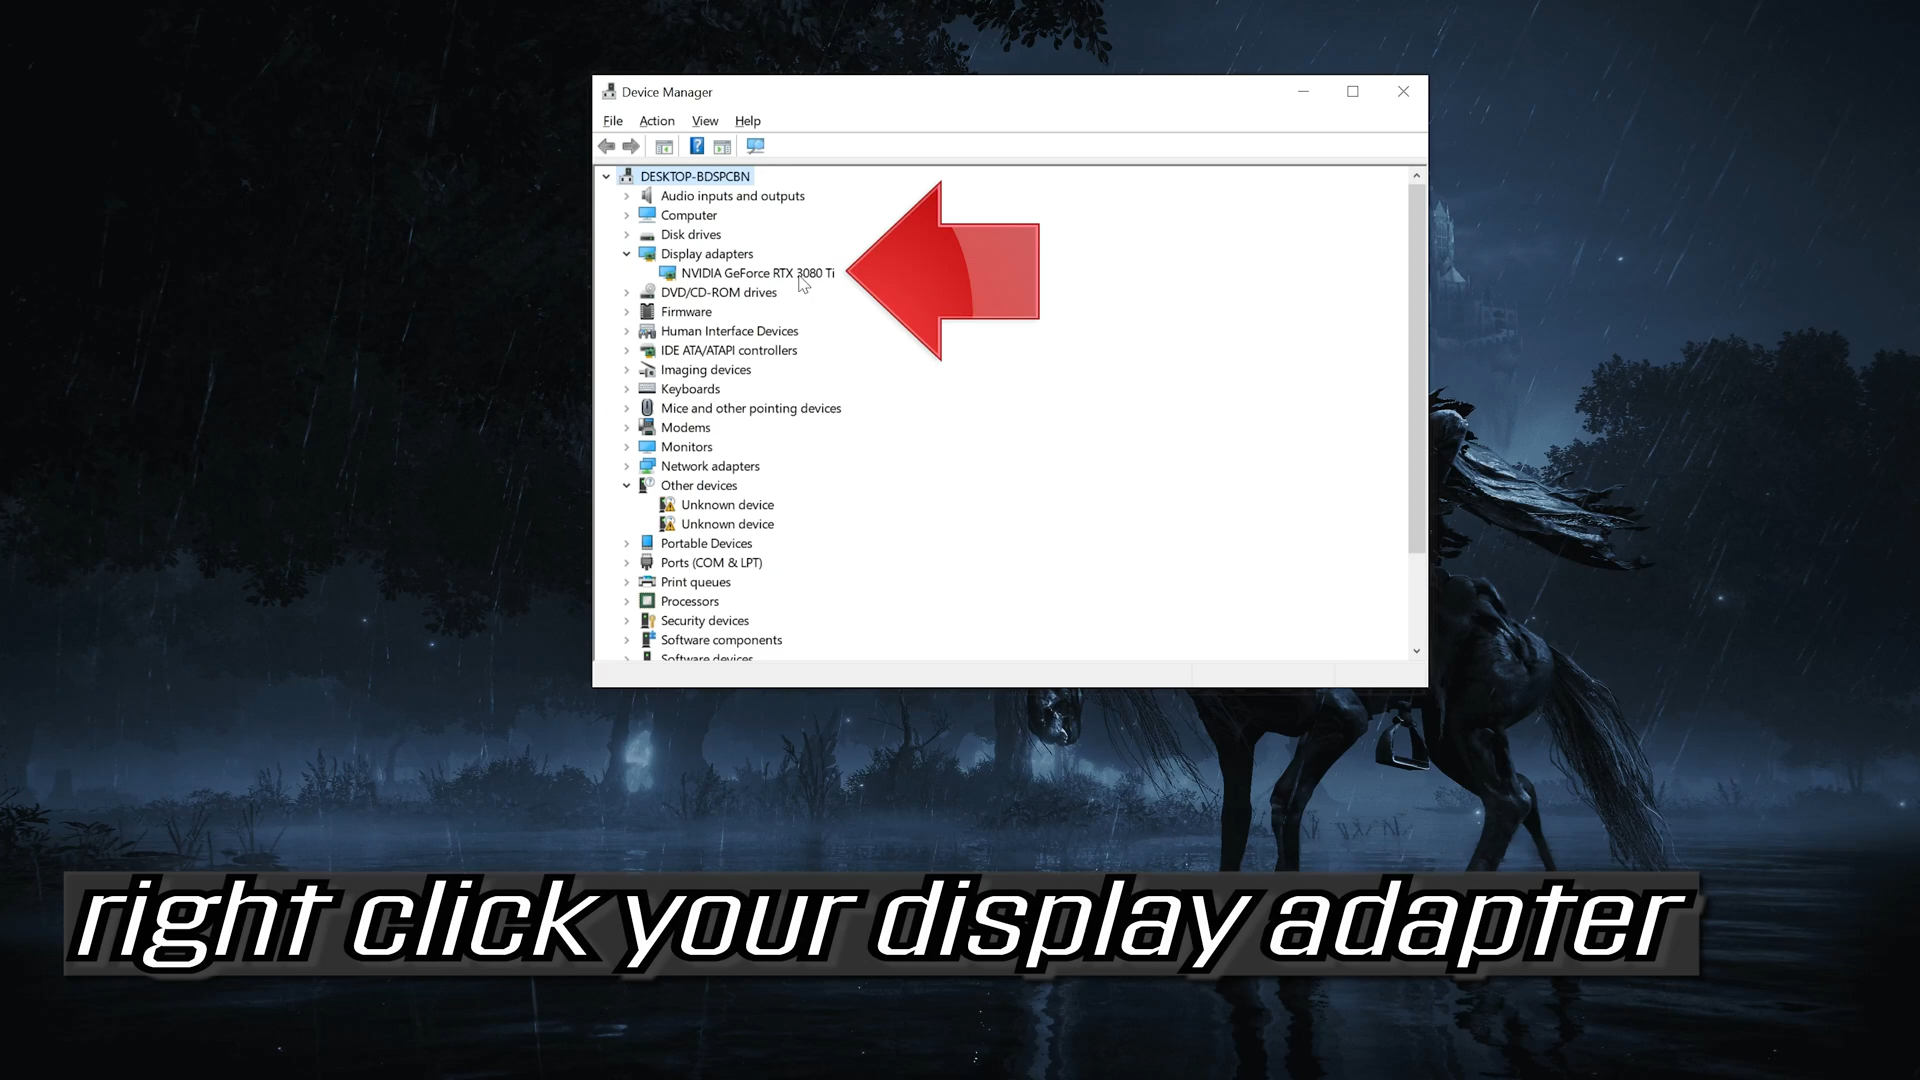 Device Manager
File Action View Help
DESKTOP-BDSPCBN
Audio inputs and outputs
Computer
Disk drives
Display adapters
NVIDIA GeForce RTX 3080 Ti
DVD/CD-ROM drives
Firmware
Human Interface Devices
IDE ATA/ATAPI controllers
Imaging devices
Keyboards
Mice and other pointing devices
Modems
Monitors
Network adapters
Other devices
Unknown device
Unknown device
Portable Devices
Ports (COM & LPT)
Print queues
Processors
Security devices
Software components
Software devices
right click your display adapter